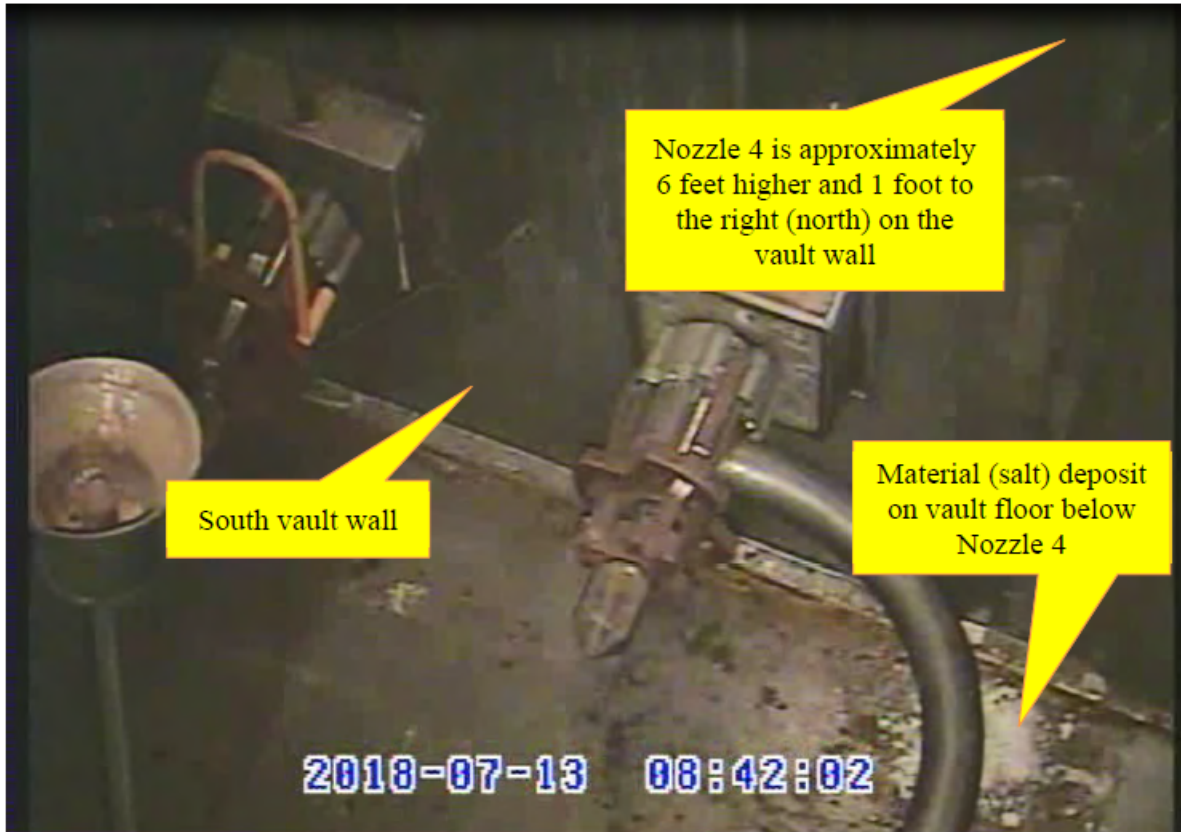 Nozzle 4 is approximately
6 feet higher and 1 foot to
the right (north) on the
vault wall
South vault wall
Material (salt) deposit
on vault floor below
Nozzle 4
2018-07-13 08:42:02